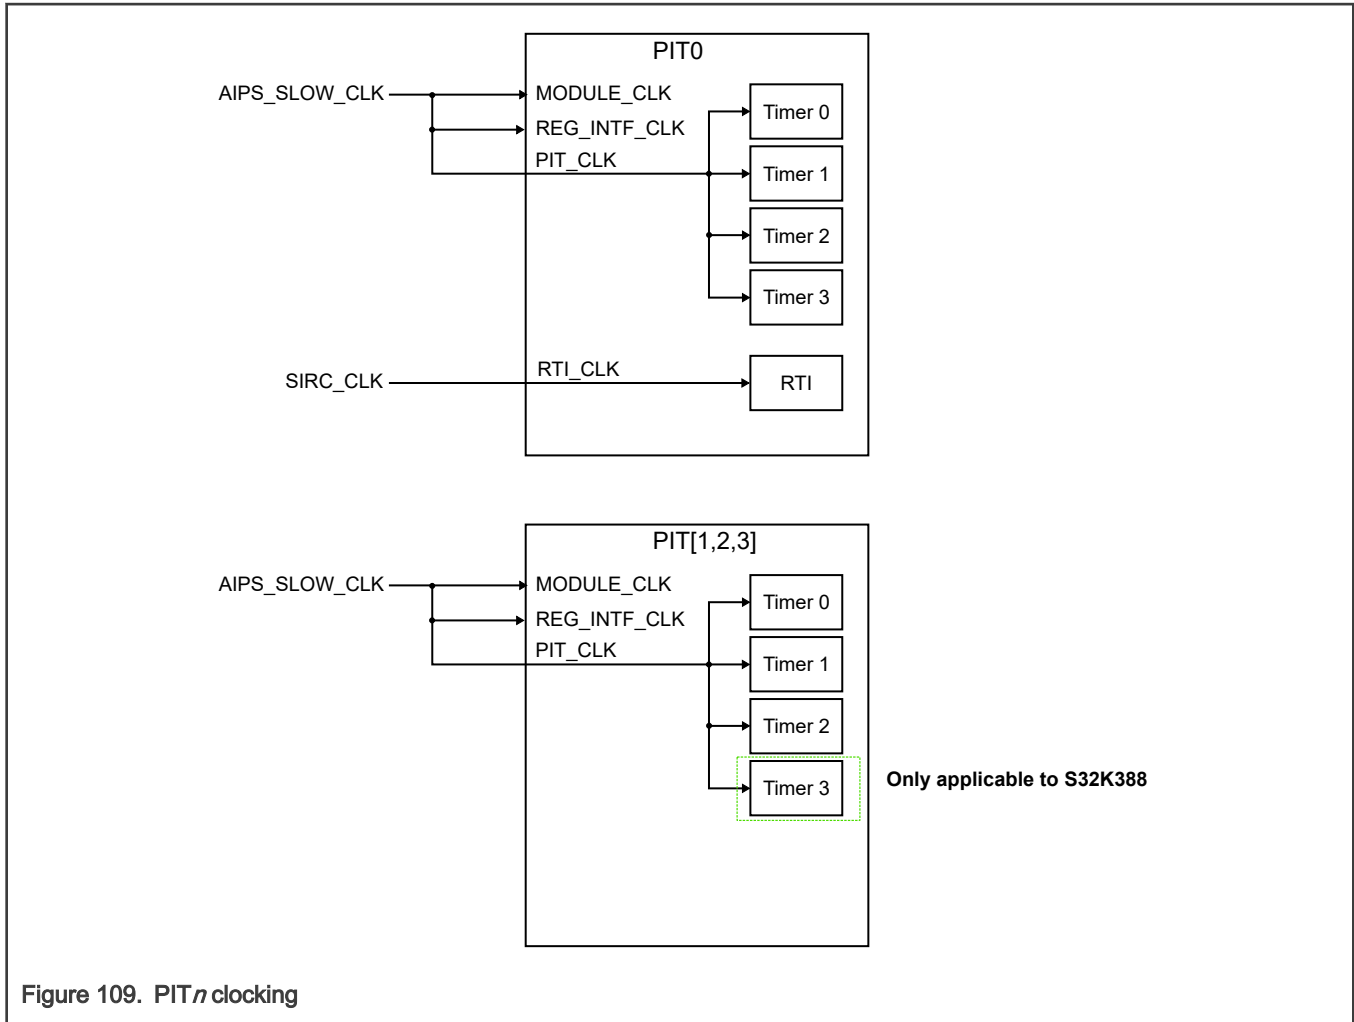 PIT0
AIPS_SLOW_CLK
MODULE_CLK
REG_INTF_CLK
PIT_CLK
Timer 0
Timer 1
Timer 2
Timer 3
SIRC_CLK
RTI_CLK
RTI
PIT[1,2,3]
AIPS_SLOW_CLK
MODULE_CLK
REG_INTF_CLK
PIT_CLK
Timer 0
Timer 1
Timer 2
Timer 3
Only applicable to S32K388
Figure 109. PITn clocking